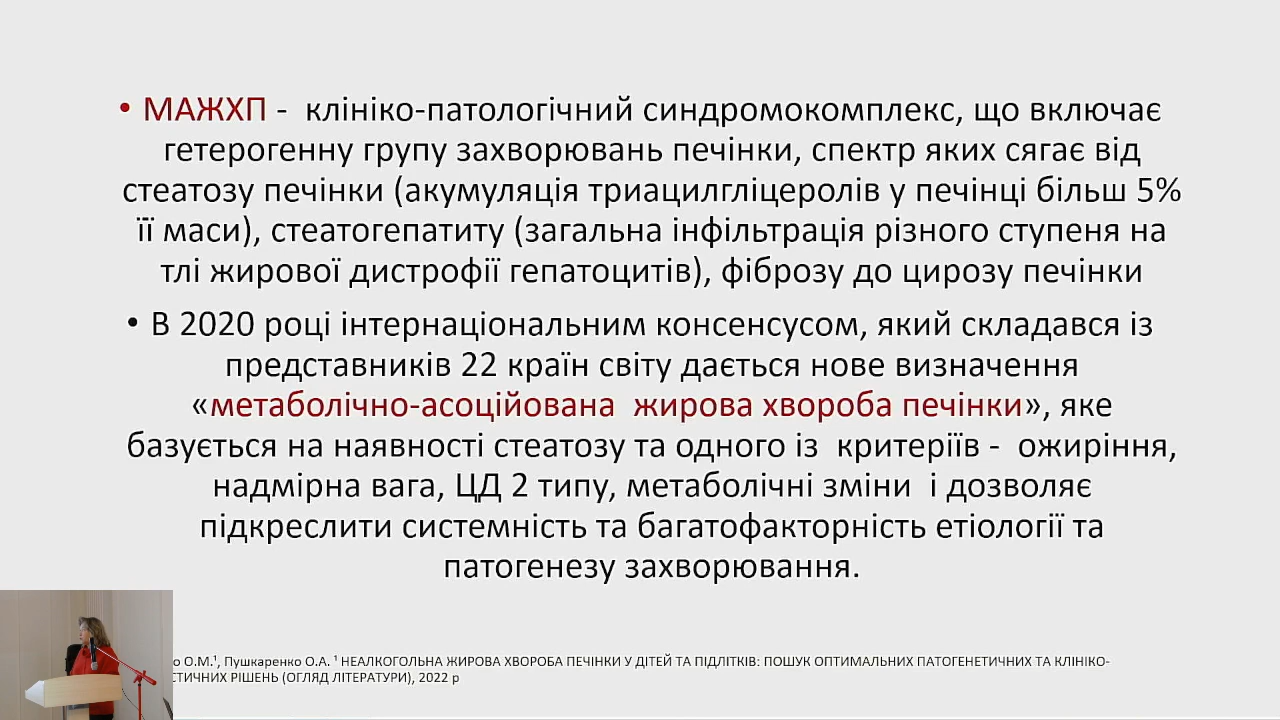 • МАЖХП - клініко-патологічний синдромокомплекс, що включає
гетерогенну групу захворювань печінки, спектр яких сягає від
стеатозу печінки (акумуляція триацилгліцеролів у печінці більш 5%
її маси), стеатогепатиту (загальна інфільтрація різного ступеня на
тлі жирової дистрофії гепатоцитів), фіброзу до цирозу печінки
• В 2020 році інтернаціональним консенсусом, який складався із
представників 22 країн світу дається нове визначення
«метаболічно-асоційована жирова хвороба печінки», яке
базується на наявності стеатозу та одного із критеріїв - ожиріння,
надмірна вага, ЦД 2 типу, метаболічні зміни і дозволяє
підкреслити системність та багатофакторність етіології та
патогенезу захворювання.
О.М.¹, Пушкаренко О.А. ¹ НЕАЛКОГОЛЬНА ЖИРОВА ХВОРОБА ПЕЧІНКИ У ДІТЕЙ ТА ПІДЛІТКІВ: ПОШУК ОПТИМАЛЬНИХ ПАТОГЕНЕТИЧНИХ ТА КЛІНІКО-
РІШЕНЬ (ОГЛЯД ЛІТЕРАТУРИ), 2022 р